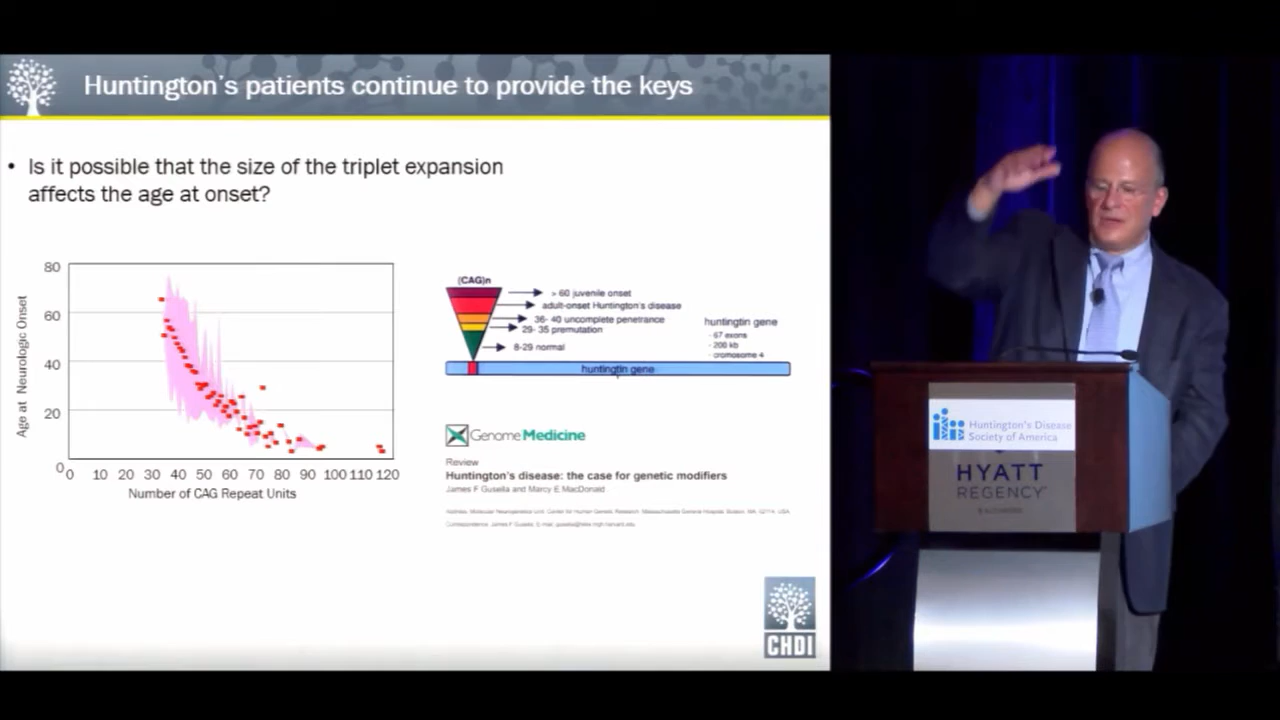 Huntington's patients continue to provide the keys
• Is it possible that the size of the triplet expansion
affects the age at onset?
80
60
40
20
0
Age at Neurologic Onset
0 10 20 30 40 50 60 70 80 90 100 110 120
Number of CAG Repeat Units
(CAG)n
> 60 juvenile onset
adult-onset Huntington's disease
36- 40 uncomplete penetrance
29- 35 premutation
8-29 normal
huntingtin gene
- 67 exons
- 200 kb
- cromosome 4
huntingtin gene
GenomeMedicine
Review
Huntington's disease: the case for genetic modifiers
James F Gusella and Marcy E MacDonald
CHDI
Huntington's Disease
Society of America
HYATT
REGENCY